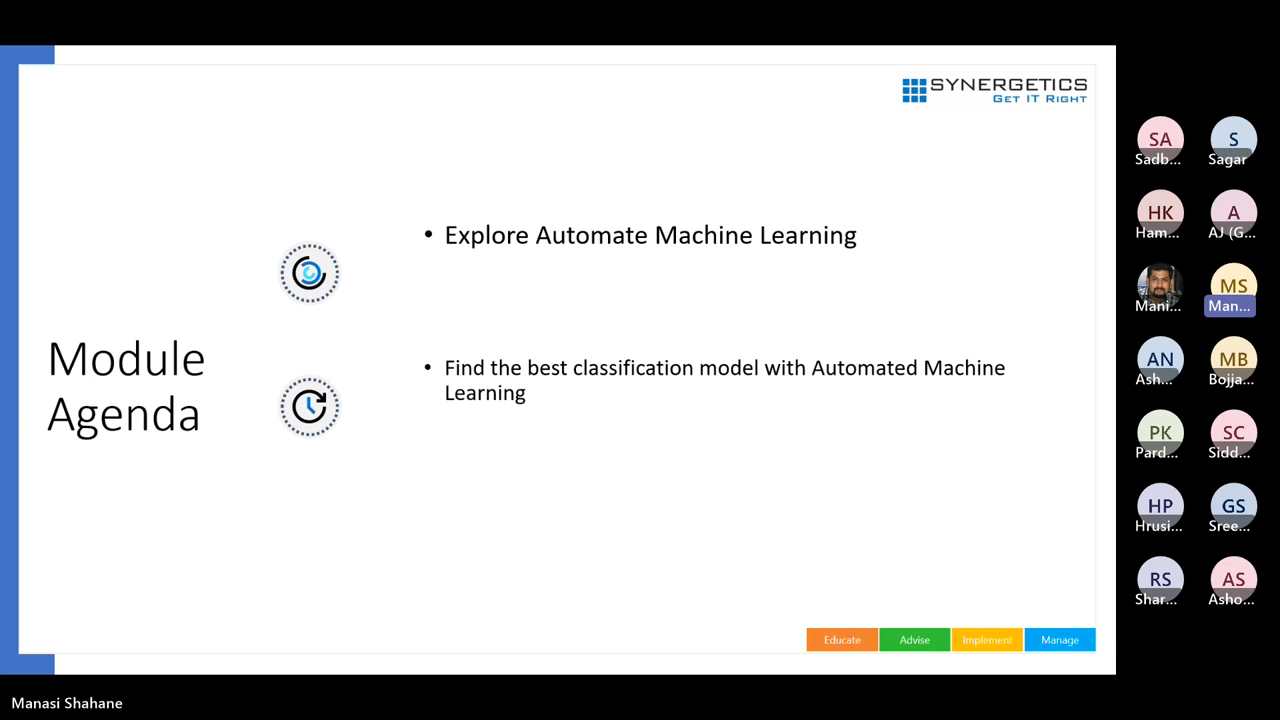 SYNERGETICS
GET IT RIGHT
• Explore Automate Machine Learning
Module
Agenda
• Find the best classification model with Automated Machine
Learning
Educate
Advise
Implement
Manage
SA
Sadb...
S
Sagar
HK
Ham...
A
AJ (G...
Mani...
MS
Man...
AN
Ash...
MB
Bojja...
PK
Pard...
SC
Sidd...
HP
Hrusi...
GS
Sree...
RS
Shar...
AS
Asho...
Manasi Shahane